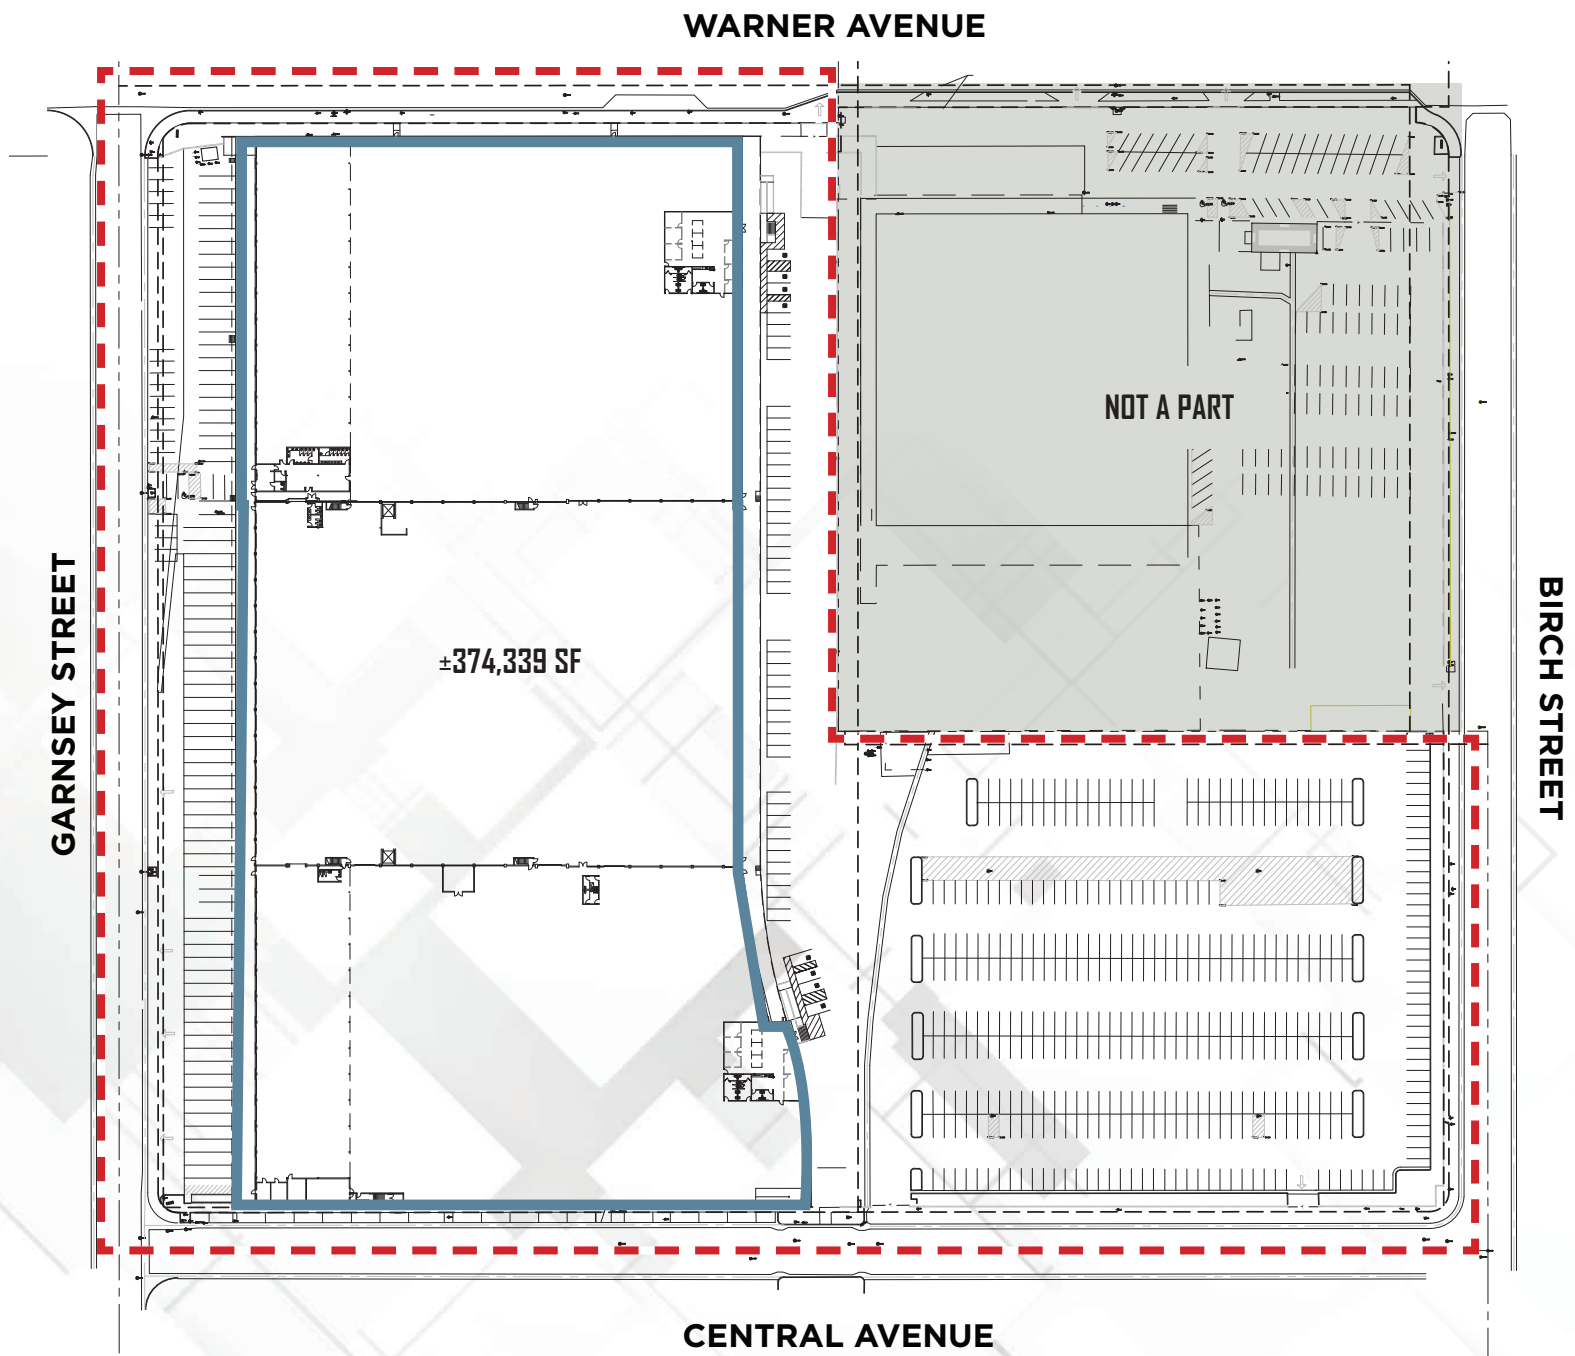 WARNER AVENUE
NOT A PART
GARNSEY STREET
±374,339 SF
BIRCH STREET
CENTRAL AVENUE